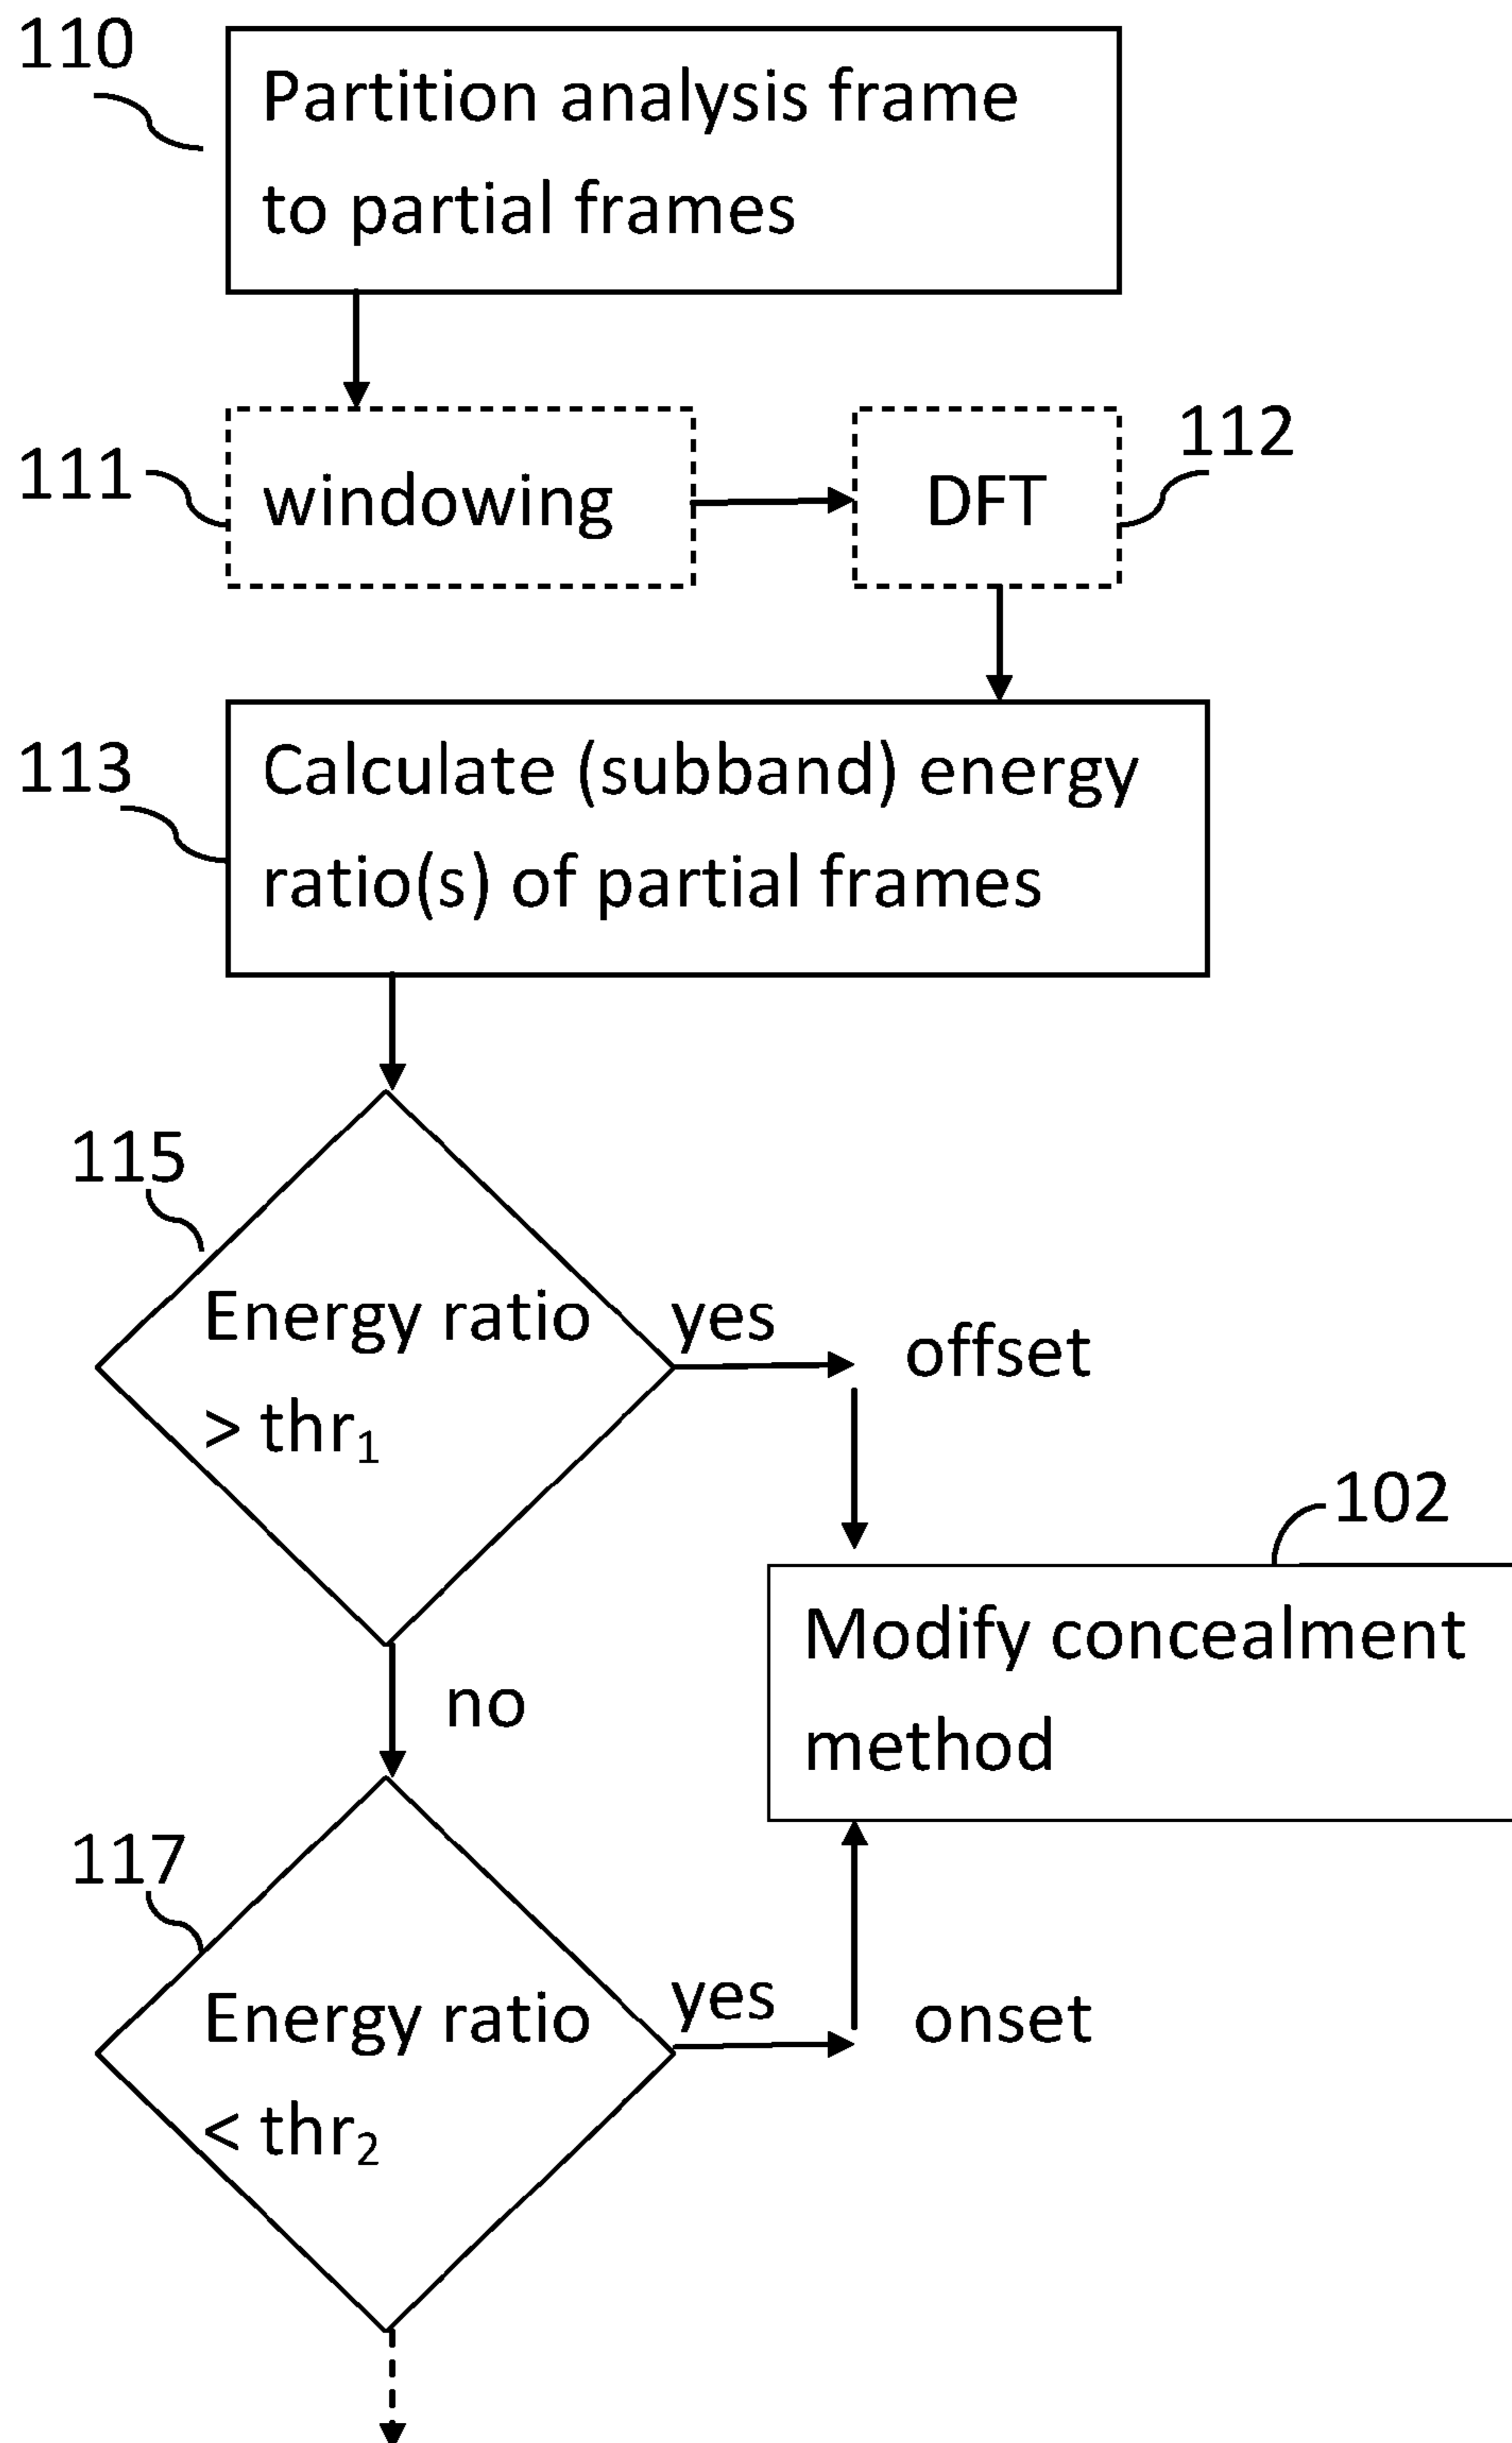 110
Partition analysis frame
to partial frames
111
windowing
DFT
112
113
Calculate (subband) energy
ratio(s) of partial frames
115
Energy ratio
> thr₁
yes
offset
102
Modify concealment
method
no
117
Energy ratio
< thr₂
yes
onset